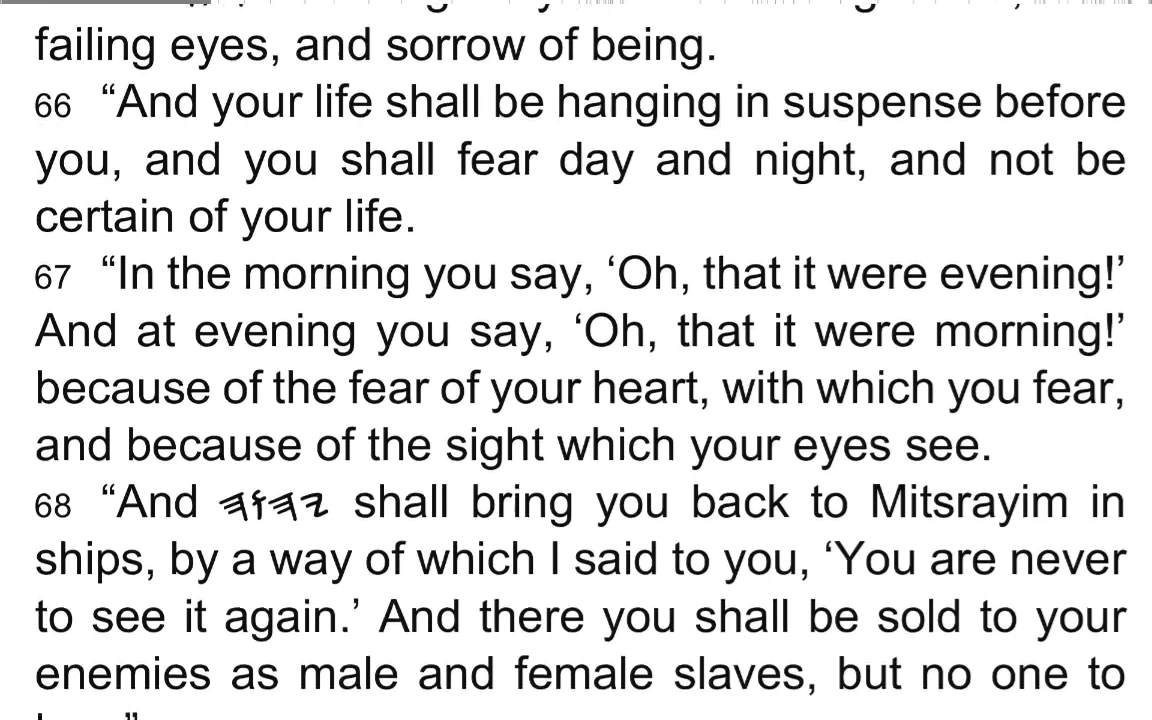 failing eyes, and sorrow of being.
66 “And your life shall be hanging in suspense before
you, and you shall fear day and night, and not be
certain of your life.
67 “In the morning you say, ‘Oh, that it were evening!’
And at evening you say, ‘Oh, that it were morning!’
because of the fear of your heart, with which you fear,
and because of the sight which your eyes see.
68 “And 𐤉𐤄𐤅𐤄 shall bring you back to Mitsrayim in
ships, by a way of which I said to you, ‘You are never
to see it again.’ And there you shall be sold to your
enemies as male and female slaves, but no one to